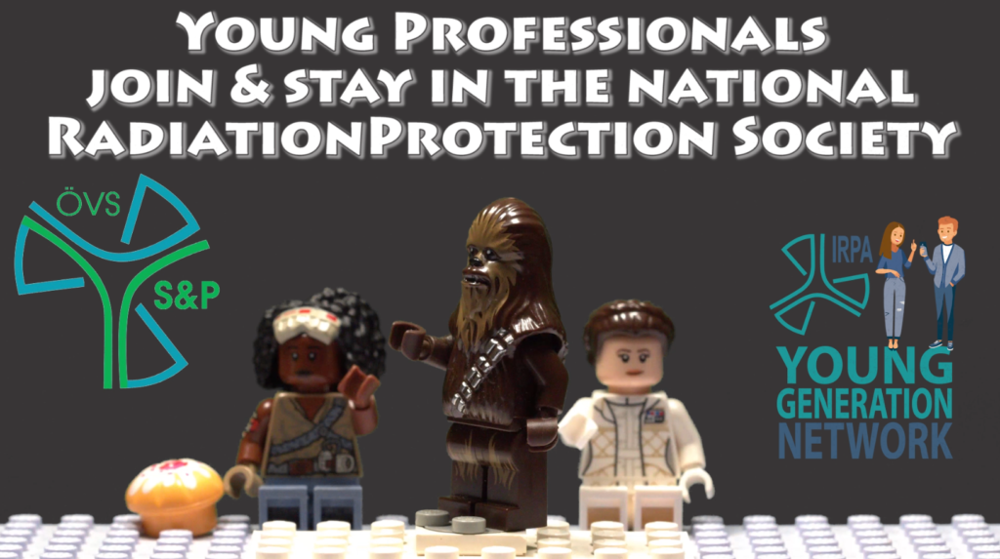 Young Professionals
join & stay in the national
RadiationProtection Society
ÖVS
S&P
IRPA
YOUNG
GENERATION
NETWORK